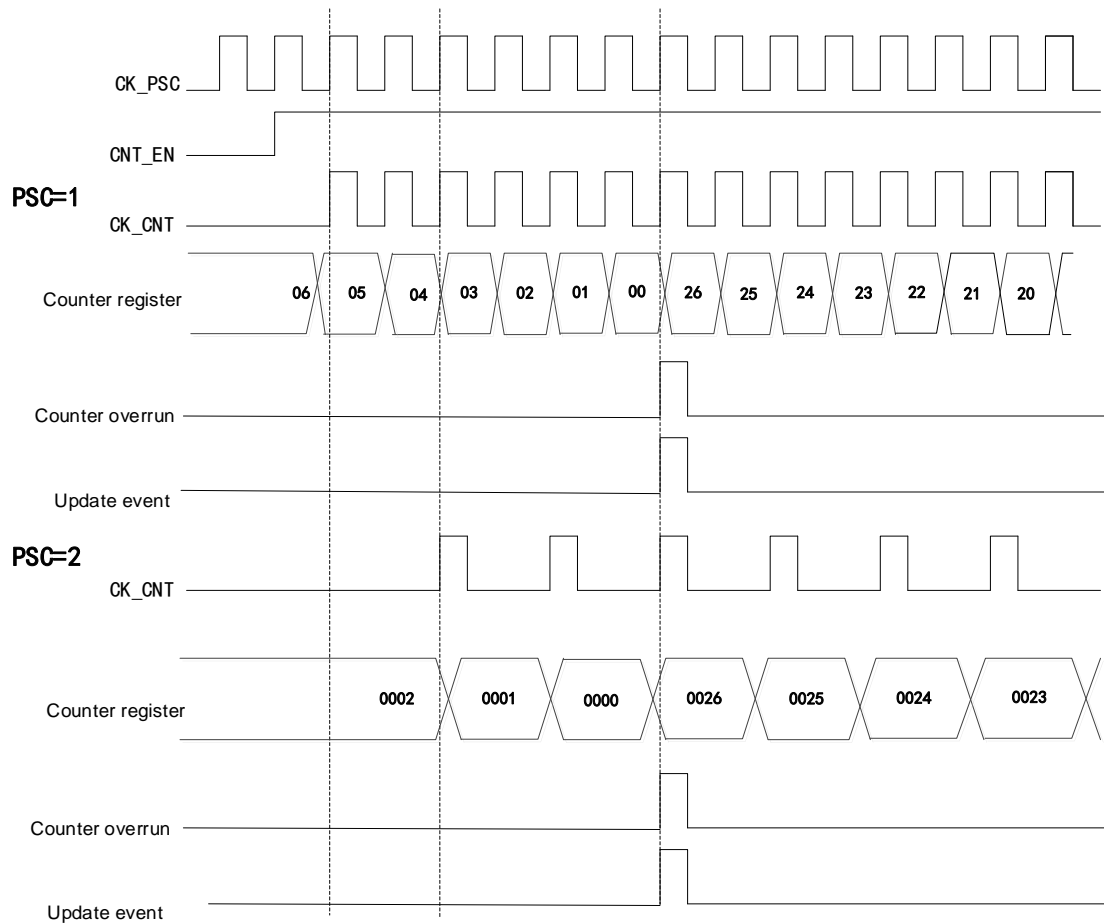 CK_PSC
CNT_EN
PSC=1
CK_CNT
Counter register 06 05 04 03 02 01 00 26 25 24 23 22 21 20
Counter overrun
Update event
PSC=2
CK_CNT
Counter register 0002 0001 0000 0026 0025 0024 0023
Counter overrun
Update event